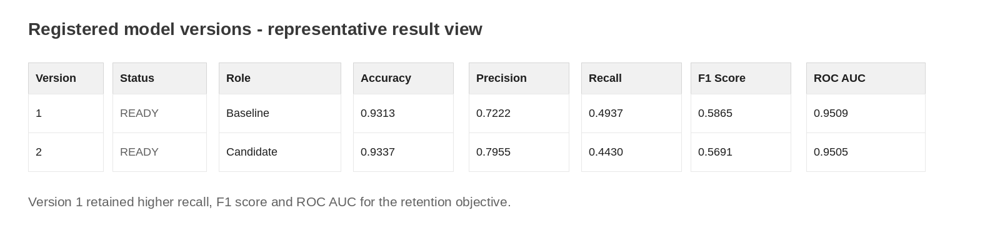 Registered model versions - representative result view
Version Status Role Accuracy Precision Recall F1 Score ROC AUC
1 READY Baseline 0.9313 0.7222 0.4937 0.5865 0.9509
2 READY Candidate 0.9337 0.7955 0.4430 0.5691 0.9505
Version 1 retained higher recall, F1 score and ROC AUC for the retention objective.